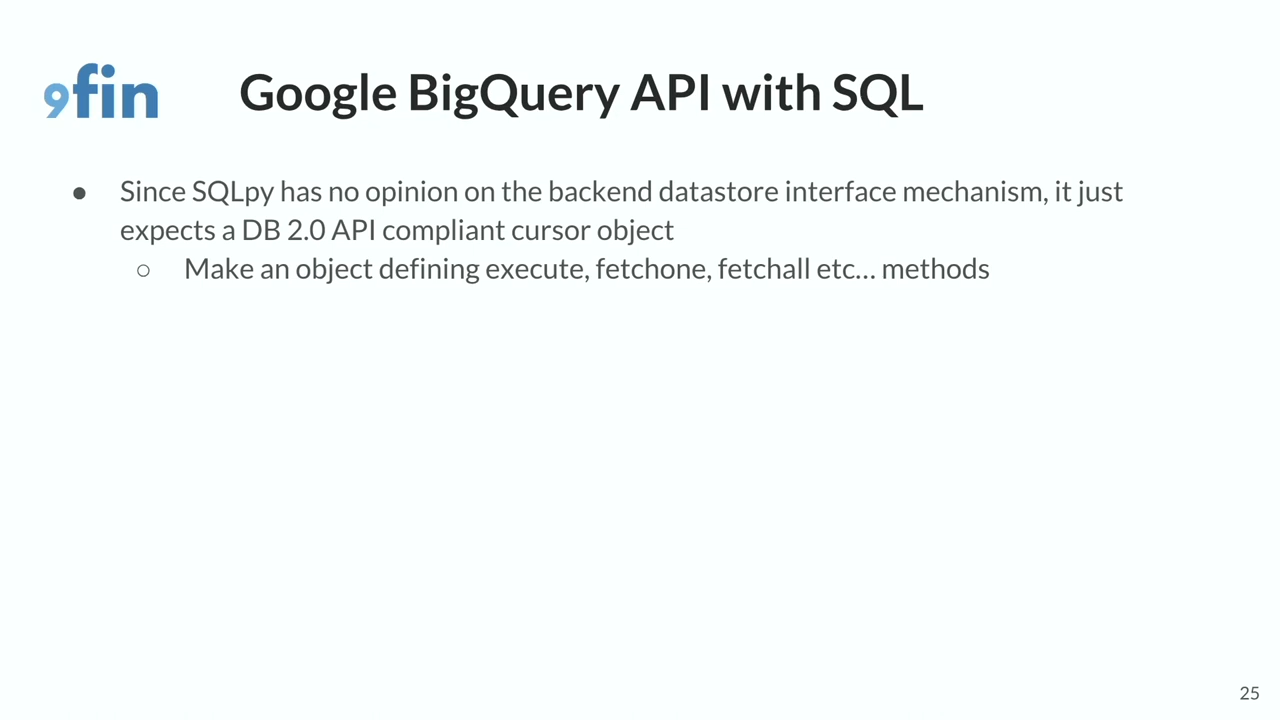 9fin
Google BigQuery API with SQL
● Since SQLpy has no opinion on the backend datastore interface mechanism, it just
expects a DB 2.0 API compliant cursor object
○ Make an object defining execute, fetchone, fetchall etc... methods
25